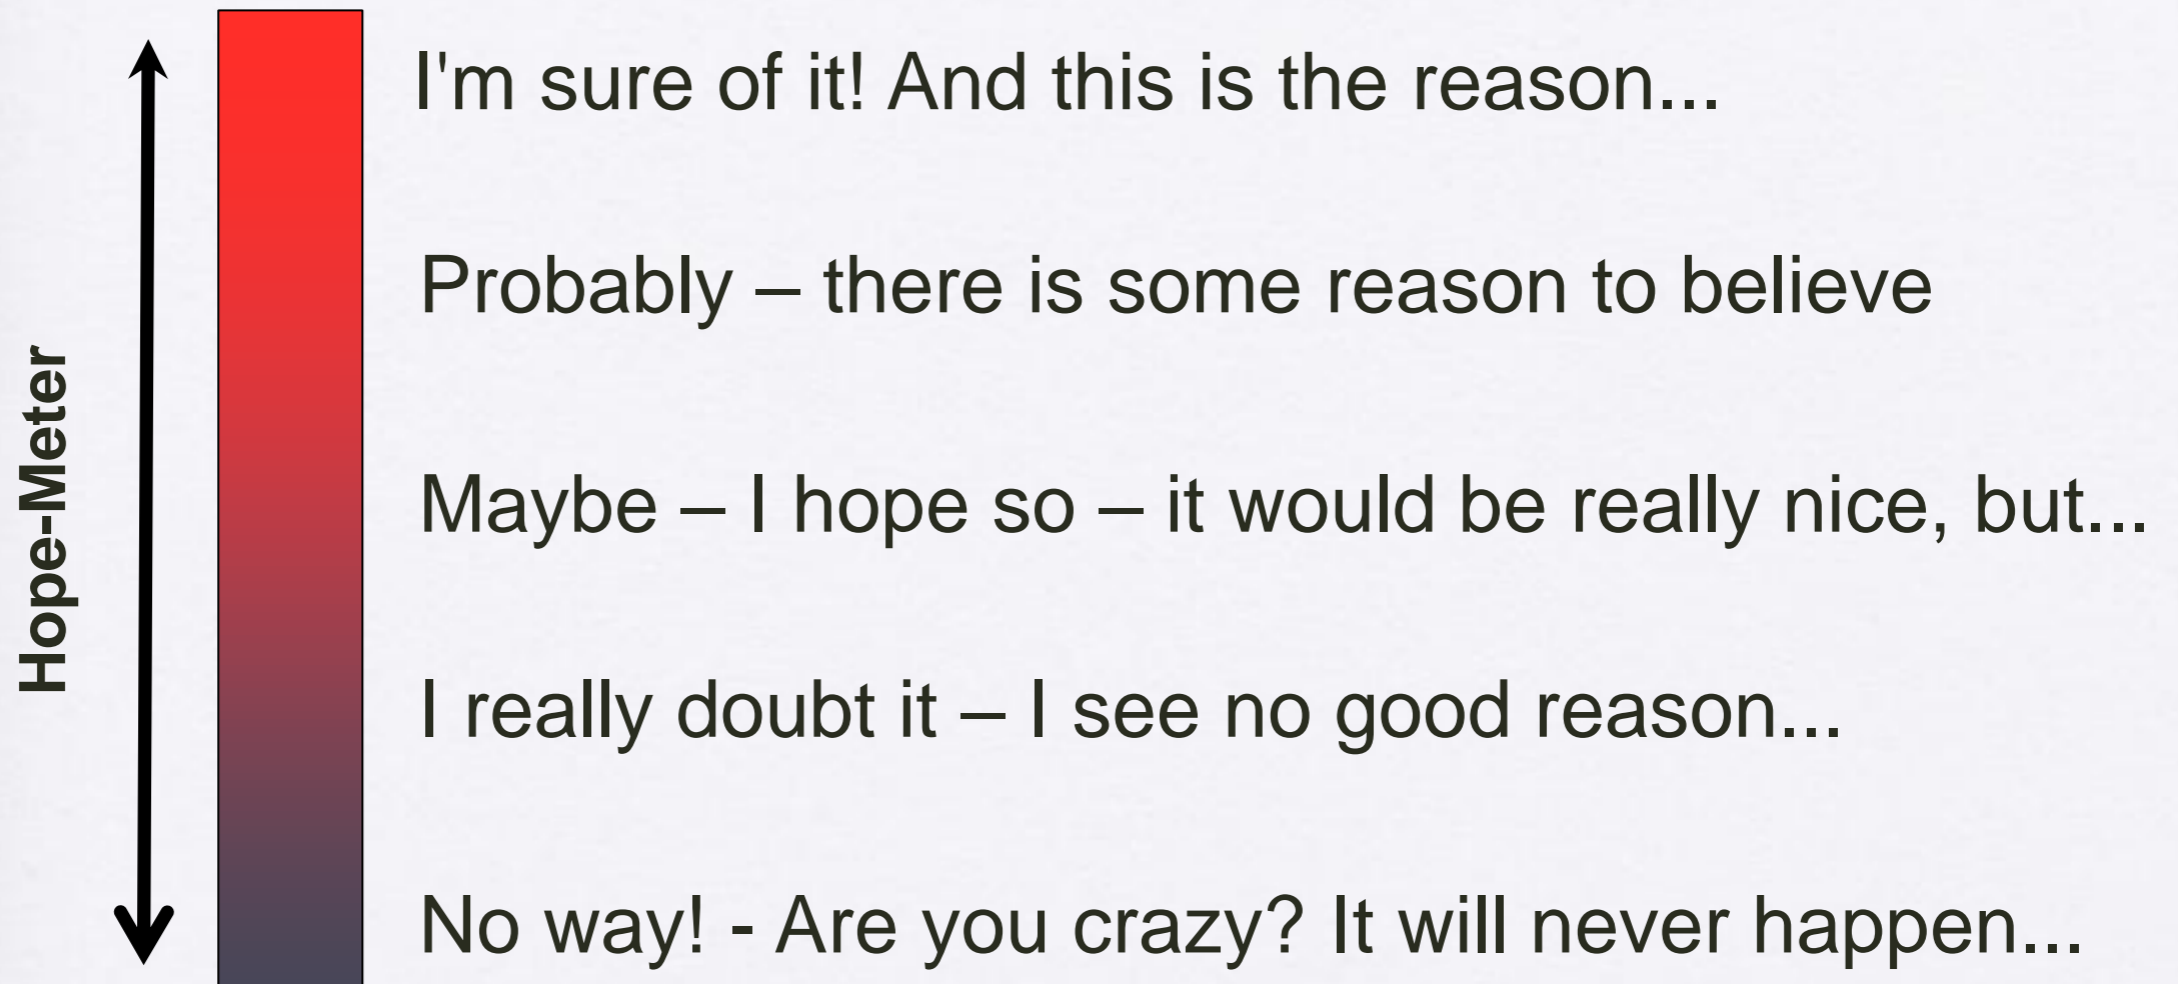 Hope-Meter
I'm sure of it! And this is the reason...
Probably – there is some reason to believe
Maybe – I hope so – it would be really nice, but...
I really doubt it – I see no good reason...
No way! - Are you crazy? It will never happen...